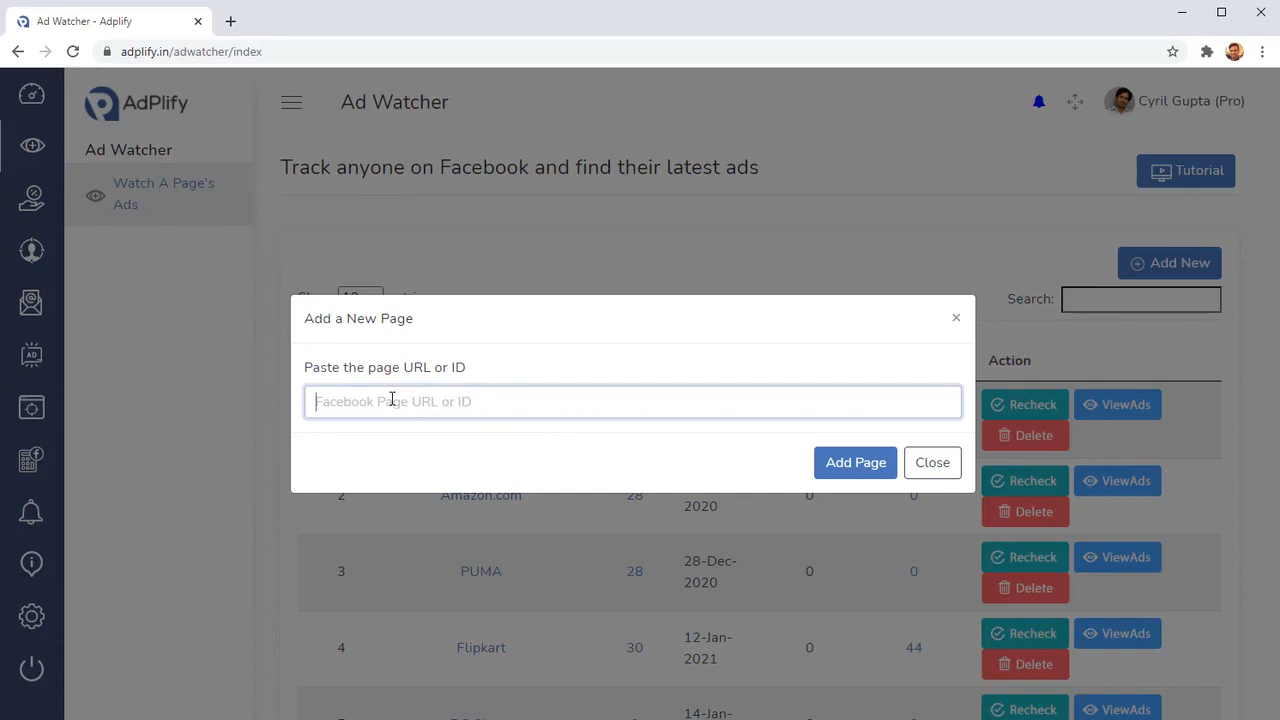 Ad Watcher - Adplify
adplify.in/adwatcher/index
AdPlify
Ad Watcher
Cyril Gupta (Pro)
Ad Watcher
Watch A Page's
Ads
Track anyone on Facebook and find their latest ads
Tutorial
Add New
Search:
Add a New Page
Paste the page URL or ID
Facebook Page URL or ID
Add Page
Close
Action
Recheck
ViewAds
Delete
2
Amazon.com
28
2020
0
0
Recheck
ViewAds
Delete
3
PUMA
28
28-Dec-
2020
0
0
Recheck
ViewAds
Delete
4
Flipkart
30
12-Jan-
2021
0
44
Recheck
ViewAds
Delete
14-Jan-
Recheck
ViewAds
AD